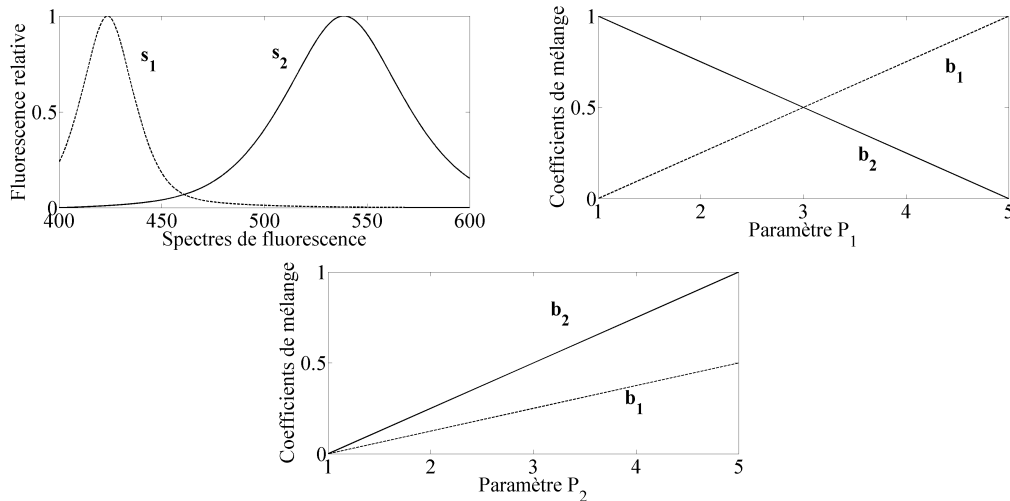 Fluorescence relative
1
0.5
0
s1
s2
400
450
500
550
600
Spectres de fluorescence
Coefficients de mélange
1
0.5
0
b1
b2
1
2
3
4
5
Paramètre P1
Coefficients de mélange
1
0.5
0
b2
b1
1
2
3
4
5
Paramètre P2